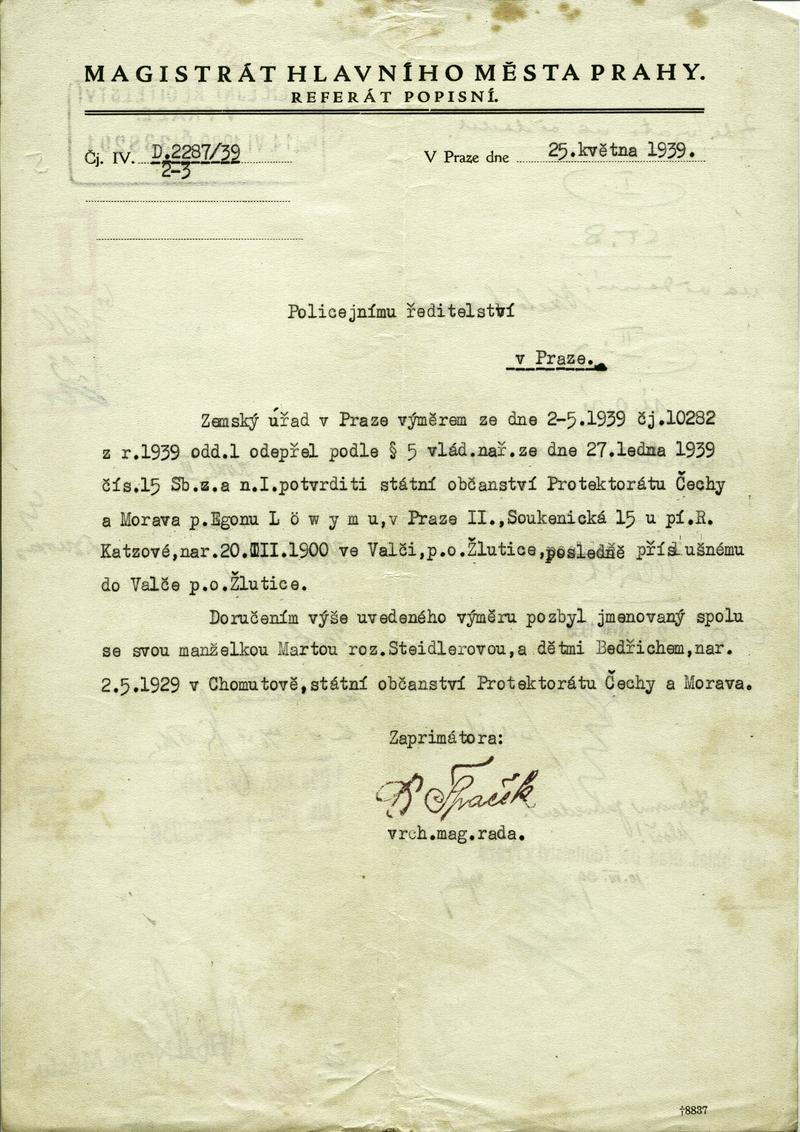 MAGISTRÁT HLAVNÍHO MĚSTA PRAHY.
REFERÁT POPISNÍ.
Čj. IV. D.2287/39
2-3
V Praze dne 25.května 1939.
Policejnímu ředitelství
v Praze.
Zemský úřad v Praze výměrem ze dne 2-5.1939 čj.10282
z r.1939 odd.1 odepřel podle § 5 vlád.nař.ze dne 27.ledna 1939
čís.15 Sb.z.a n.I.potvrditi státní občanství Protektorátu Čechy
a Morava p.Egonu L ö w y m u,v Praze II.,Soukenická 15 u pí.R.
Katzové,nar.20.III.1900 ve Valči,p.o.Žlutice,posledně příslušnému
do Valče p.o.Žlutice.
Doručením výše uvedeného výměru pozbyl jmenovaný spolu
se svou manželkou Martou roz.Steidlerovou,a dětmi Bedřichem,nar.
2.5.1929 v Chomutově,státní občanství Protektorátu Čechy a Morava.
Zaprimátora:
vrch.mag.rada.
8837